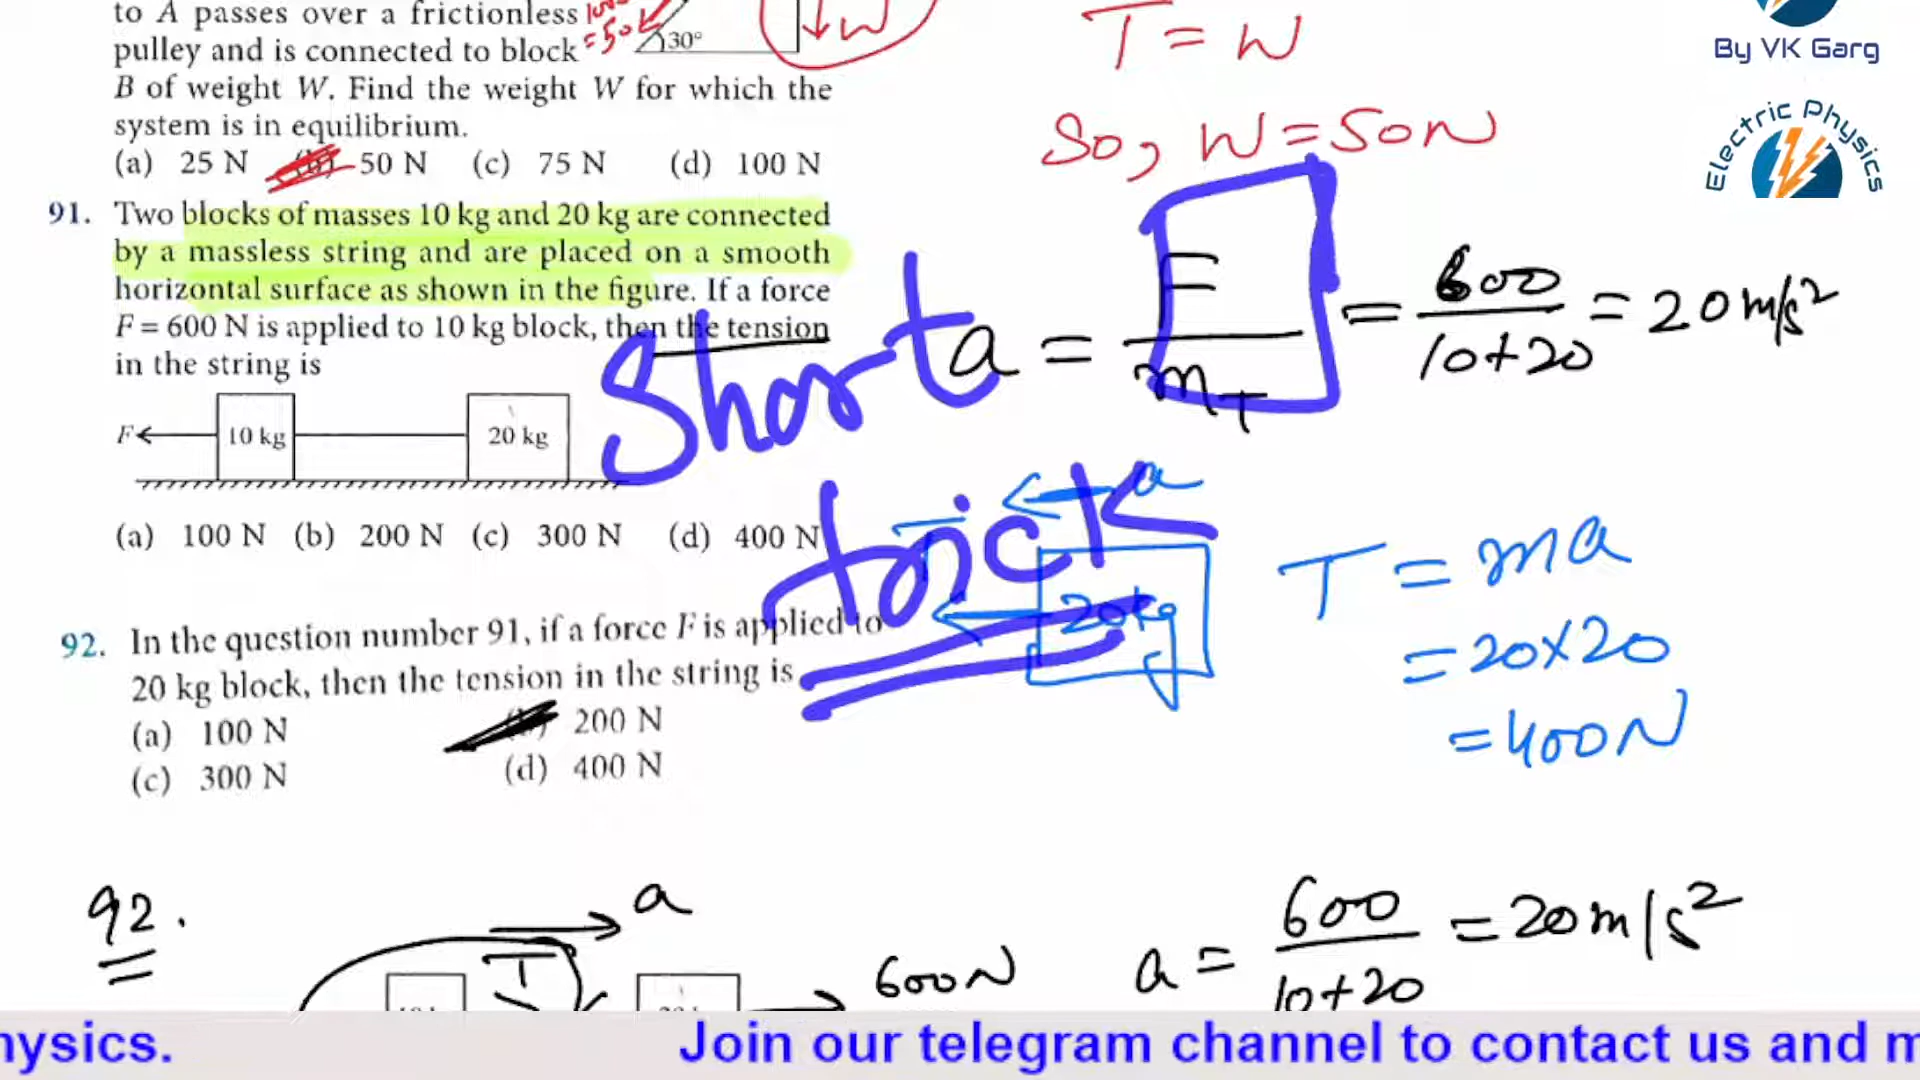 to A passes over a frictionless
pulley and is connected to block
= 50
30°
↓W
B of weight W. Find the weight W for which the
system is in equilibrium.
(a) 25 N (b) 50 N (c) 75 N (d) 100 N
T = W
So, W = 50N
By VK Garg
Electric Physics
91. Two blocks of masses 10 kg and 20 kg are connected
by a massless string and are placed on a smooth
horizontal surface as shown in the figure. If a force
F = 600 N is applied to 10 kg block, then the tension
in the string is
F
10 kg
20 kg
(a) 100 N (b) 200 N (c) 300 N (d) 400 N
Short
trick
a = F/mT = 600/10+20 = 20 m/s²
a
20kg
T = ma
= 20×20
= 400N
92. In the question number 91, if a force F is applied to
20 kg block, then the tension in the string is
(a) 100 N (b) 200 N
(c) 300 N (d) 400 N
92.
a
T
600N
a = 600/10+20 = 20m/s²
hysics. Join our telegram channel to contact us and m